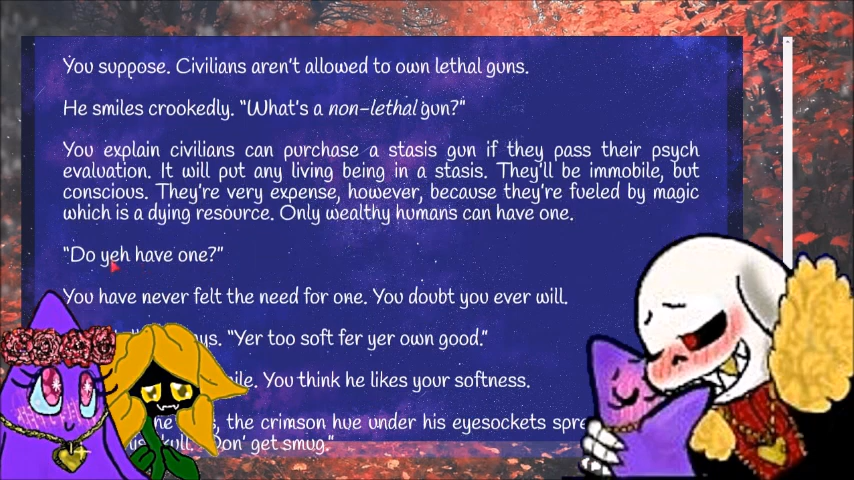 You suppose. Civilians aren't allowed to own lethal guns.
He smiles crookedly. "What's a non-lethal gun?"
You explain civilians can purchase a stasis gun if they pass their psych
evaluation. It will put any living being in a stasis. They'll be immobile, but
conscious. They're very expense, however, because they're fueled by magic
which is a dying resource. Only wealthy humans can have one.
"Do yeh have one?"
You have never felt the need for one. You doubt you ever will.
"Yer too soft fer yer own good."
You think he likes your softness.
the crimson hue under his eyesockets
skull. "Don' get smug."